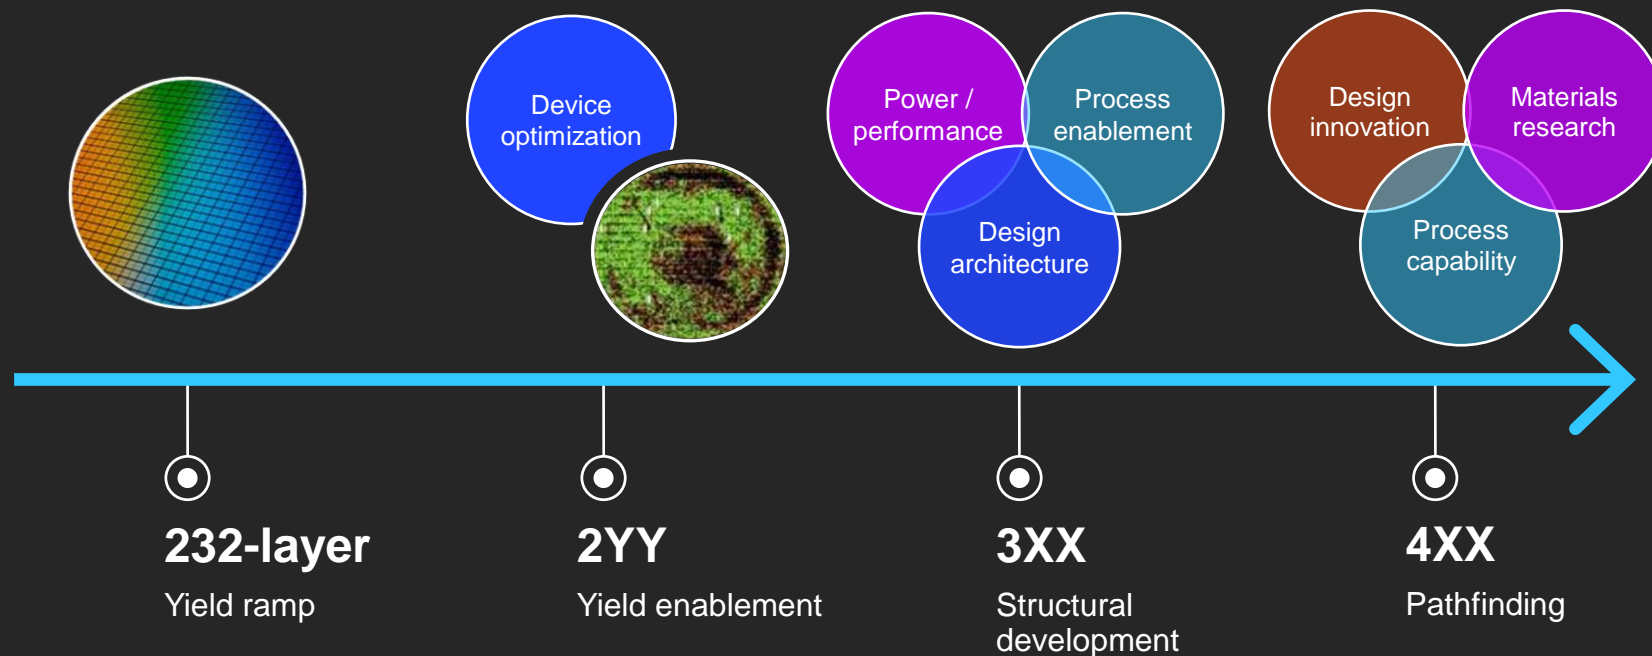 Device
optimization
Power /
performance
Process
enablement
Design
architecture
Design
innovation
Materials
research
Process
capability
232-layer
Yield ramp
2YY
Yield enablement
3XX
Structural
development
4XX
Pathfinding